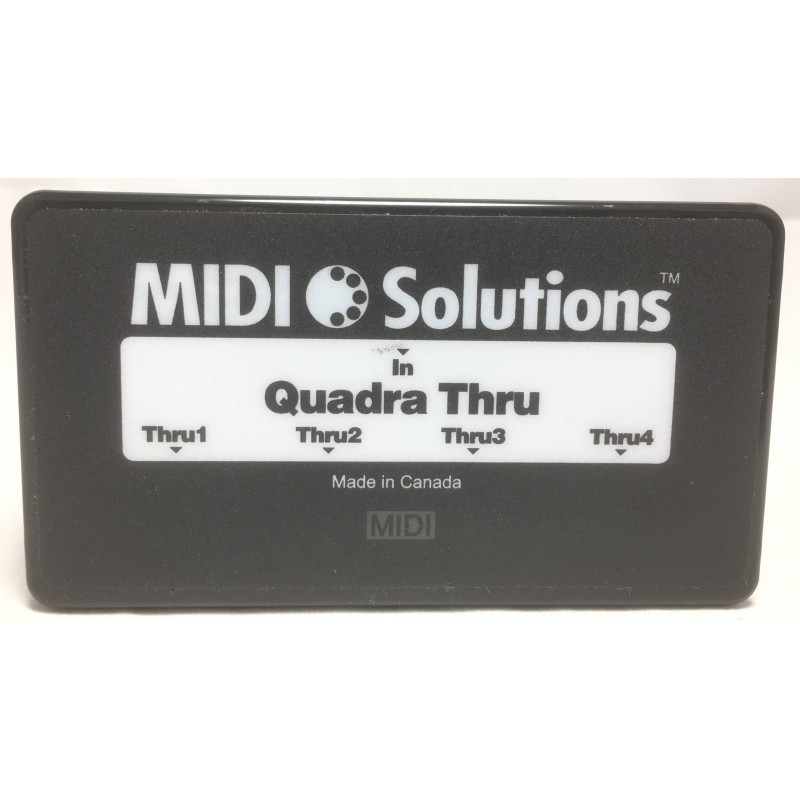 MIDI Solutions™
In
Quadra Thru
Thru1 Thru2 Thru3 Thru4
Made in Canada
MIDI